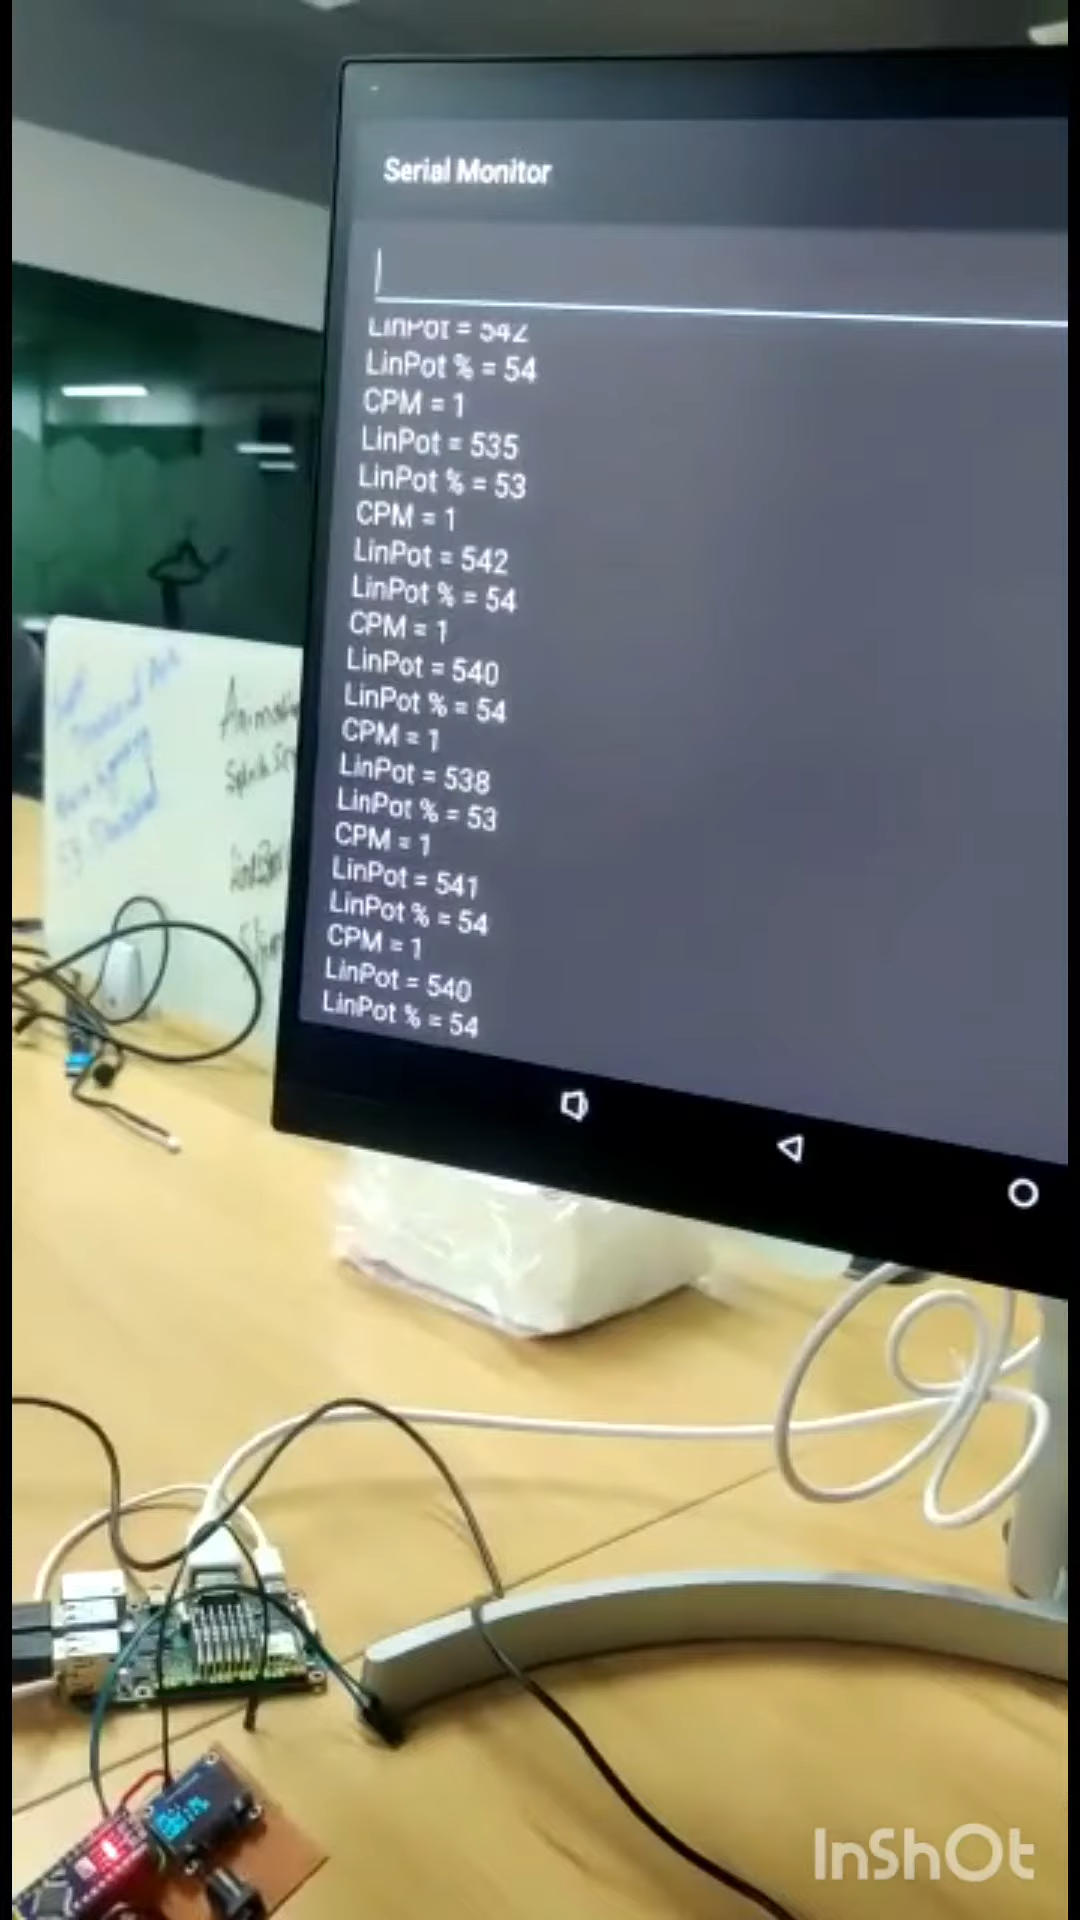 Serial Monitor
LinPot = 542
LinPot % = 54
CPM = 1
LinPot = 535
LinPot % = 53
CPM = 1
LinPot = 542
LinPot % = 54
CPM = 1
LinPot = 540
LinPot % = 54
CPM = 1
LinPot = 538
LinPot % = 53
CPM = 1
LinPot = 541
LinPot % = 54
CPM = 1
LinPot = 540
LinPot % = 54
InShOt